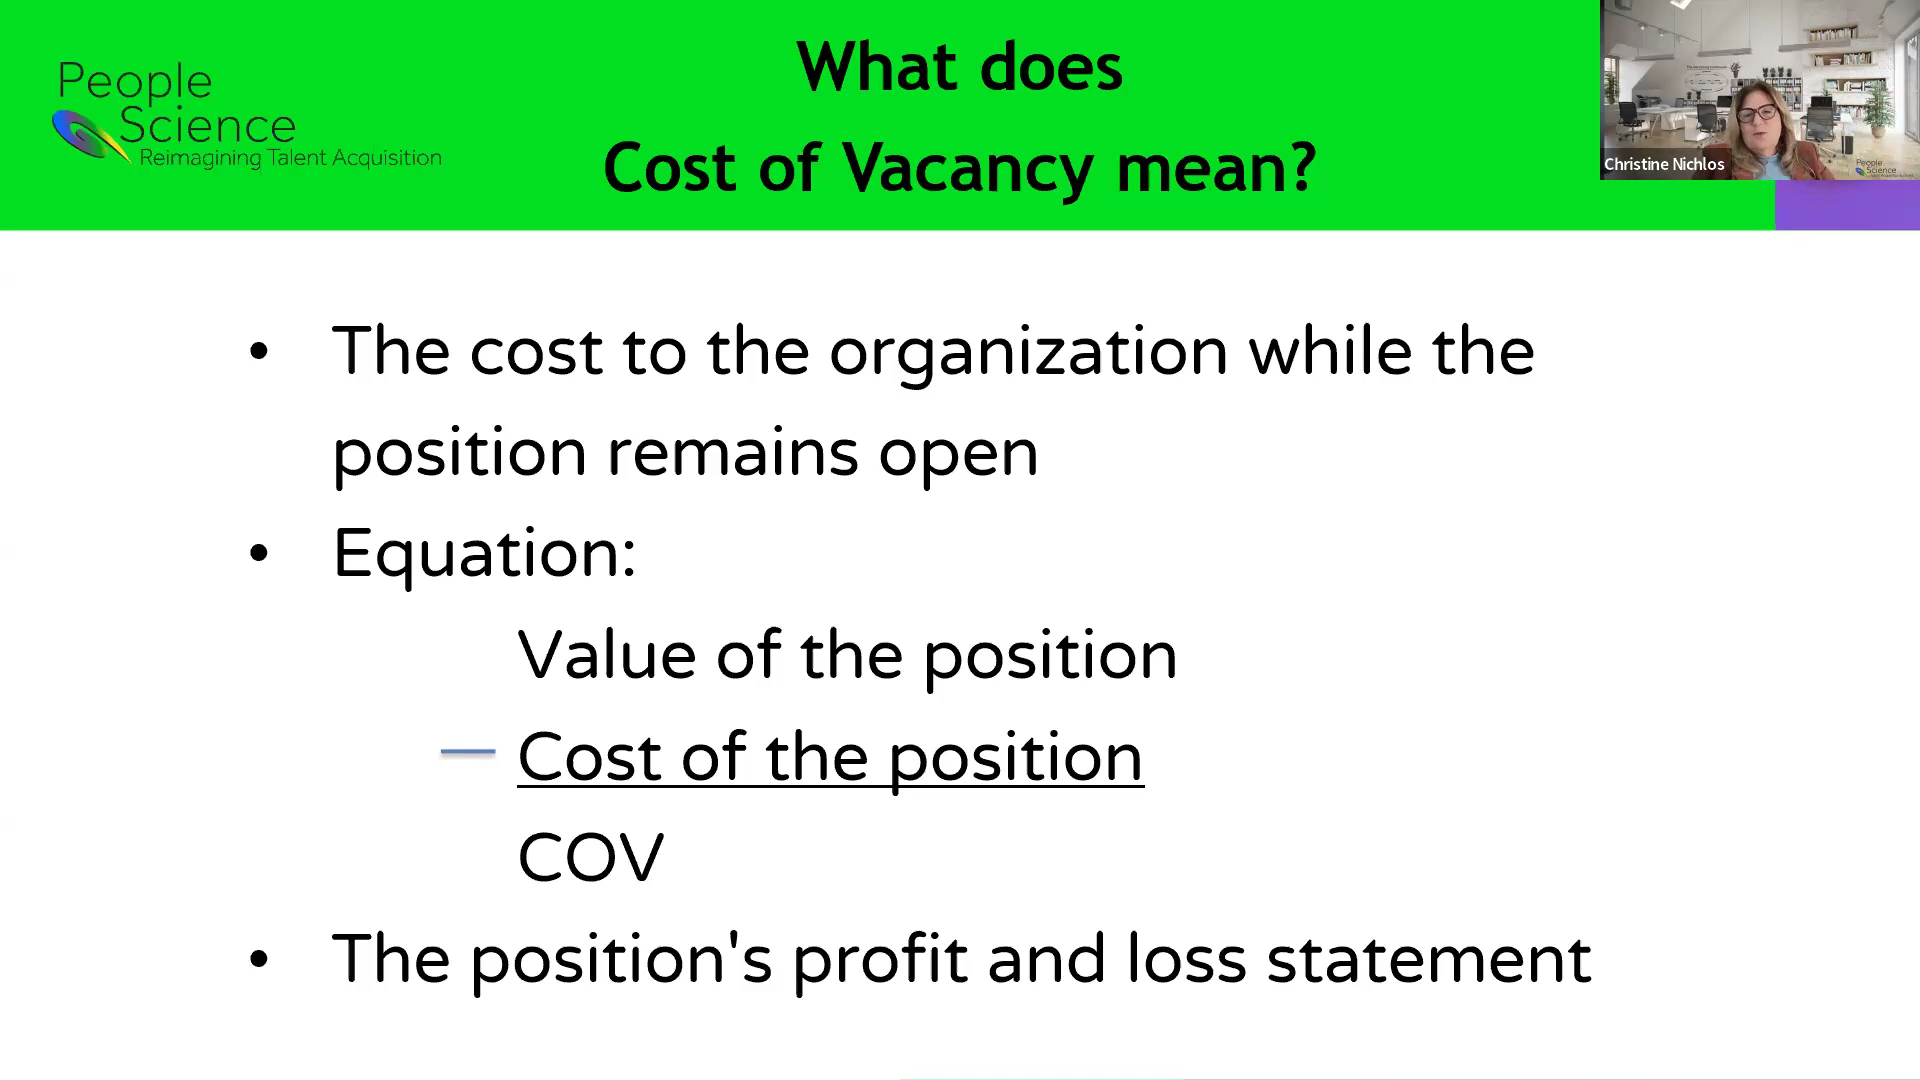 People
Science
Reimagining Talent Acquisition
What does
Cost of Vacancy mean?
Christine Nichlos
People
Science
• The cost to the organization while the
position remains open
• Equation:
Value of the position
— Cost of the position
COV
• The position's profit and loss statement